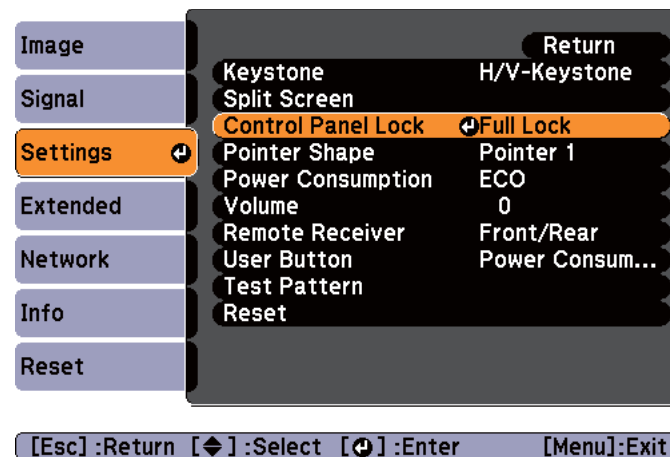 Image
Signal
Settings
Extended
Network
Info
Reset
Return
Keystone H/V-Keystone
Split Screen
Control Panel Lock Full Lock
Pointer Shape Pointer 1
Power Consumption ECO
Volume 0
Remote Receiver Front/Rear
User Button Power Consum...
Test Pattern
Reset
[Esc] :Return [◆] :Select [⏎] :Enter [Menu]:Exit